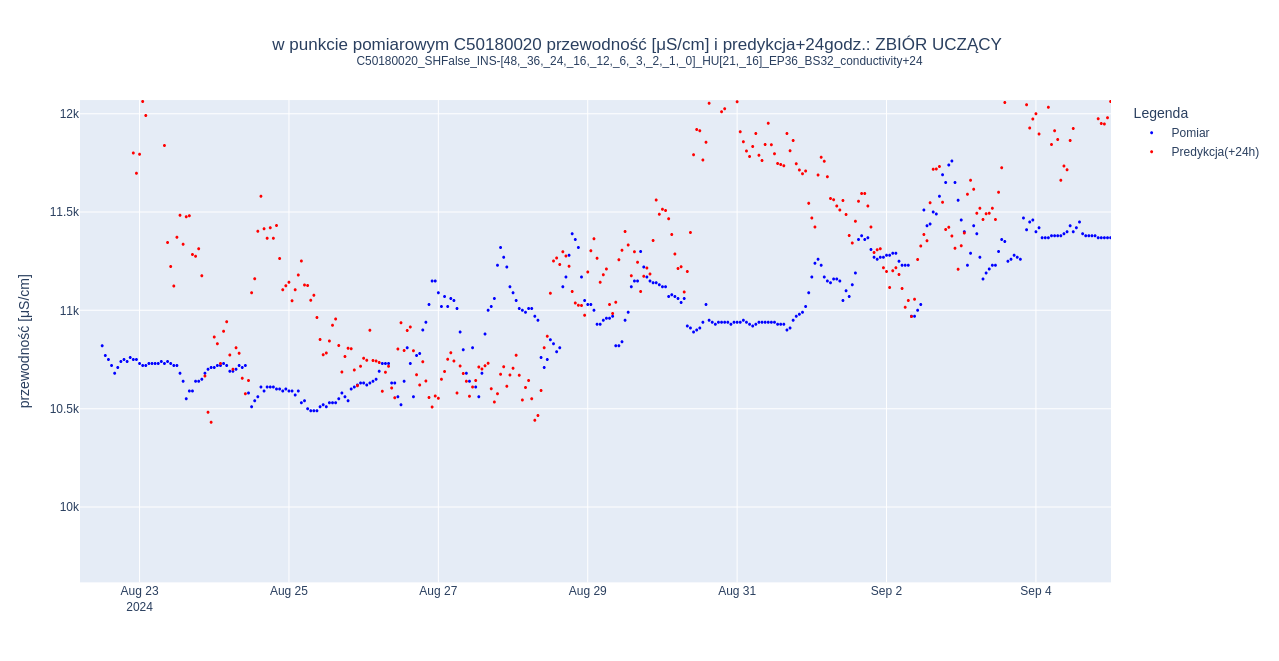 w punkcie pomiarowym C50180020 przewodność [μS/cm] i predykcja+24godz.: ZBIÓR UCZĄCY
C50180020_SHFalse_INS-[48,_36,_24,_16,_12,_6,_3,_2,_1,_0]_HU[21,_16]_EP36_BS32_conductivity+24
przewodność [μS/cm]
12k
11.5k
11k
10.5k
10k
Aug 23
2024
Aug 25
Aug 27
Aug 29
Aug 31
Sep 2
Sep 4
Legenda
Pomiar
Predykcja(+24h)